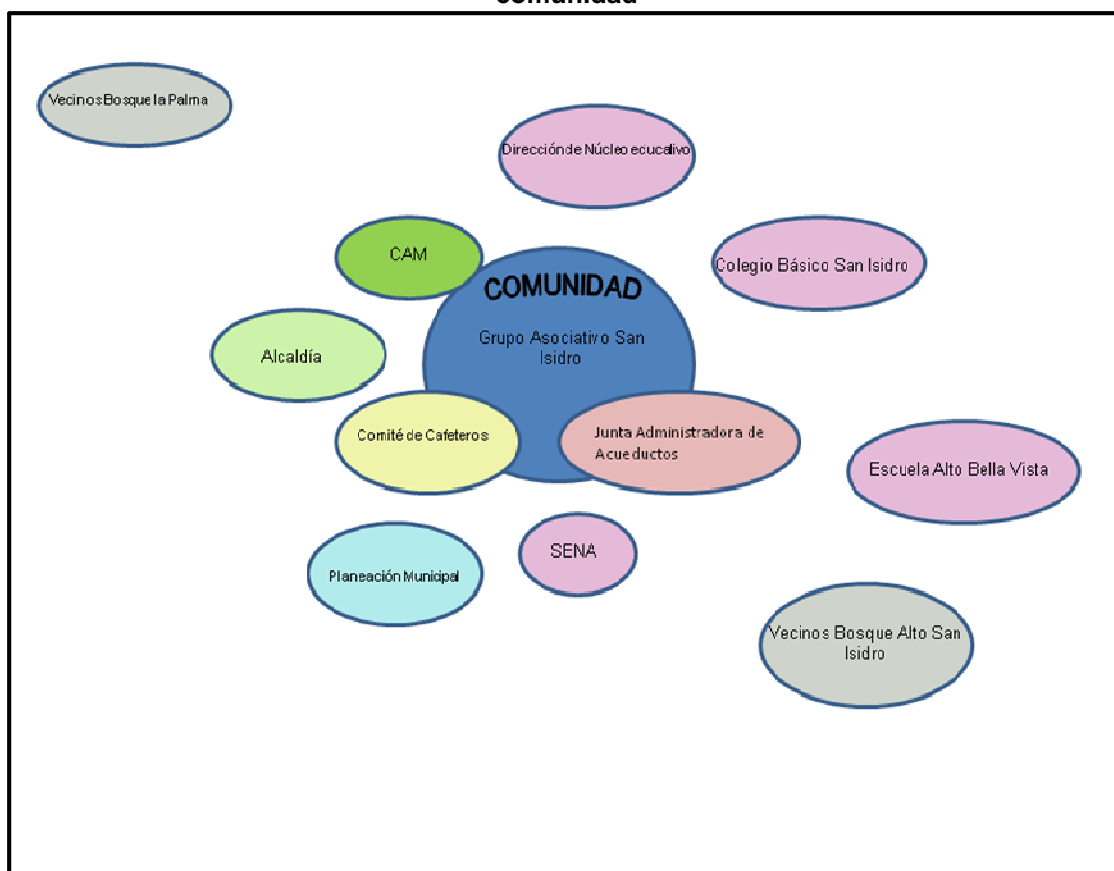 comunidad
Vecinos Bosque la Palma
Dirección de Núcleo educativo
CAM
Colegio Básico San Isidro
COMUNIDAD
Grupo Asociativo San
Isidro
Alcaldía
Comité de Cafeteros
Junta Administradora de
Acueductos
Escuela Alto Bella Vista
SENA
Planeación Municipal
Vecinos Bosque Alto San
Isidro